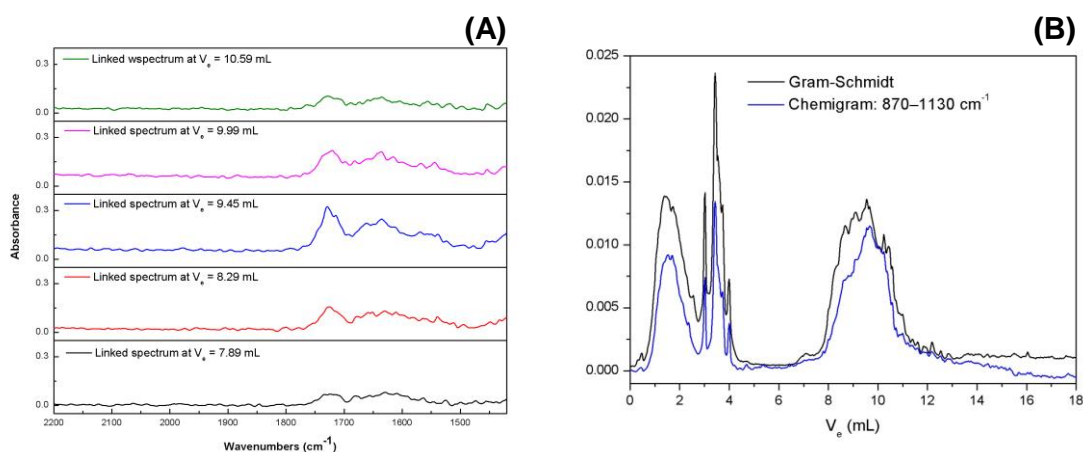 (A)
0.3
Linked wspectrum at Ve = 10.59 mL
0.0
0.3
Linked spectrum at Ve = 9.99 mL
0.0
0.3
Linked spectrum at Ve = 9.45 mL
0.0
0.3
Linked spectrum at Ve = 8.29 mL
0.0
0.3
Linked spectrum at Ve = 7.89 mL
0.0
2200 2100 2000 1900 1800 1700 1600 1500
Wavenumbers (cm-1)
Absorbance
(B)
0.025
0.020
0.015
0.010
0.005
0.000
Gram-Schmidt
Chemigram: 870–1130 cm-1
0 2 4 6 8 10 12 14 16 18
Ve (mL)